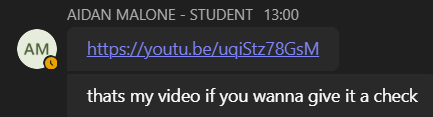 AIDAN MALONE - STUDENT 13:00
AM
https://youtu.be/uqiStz78GsM
thats my video if you wanna give it a check